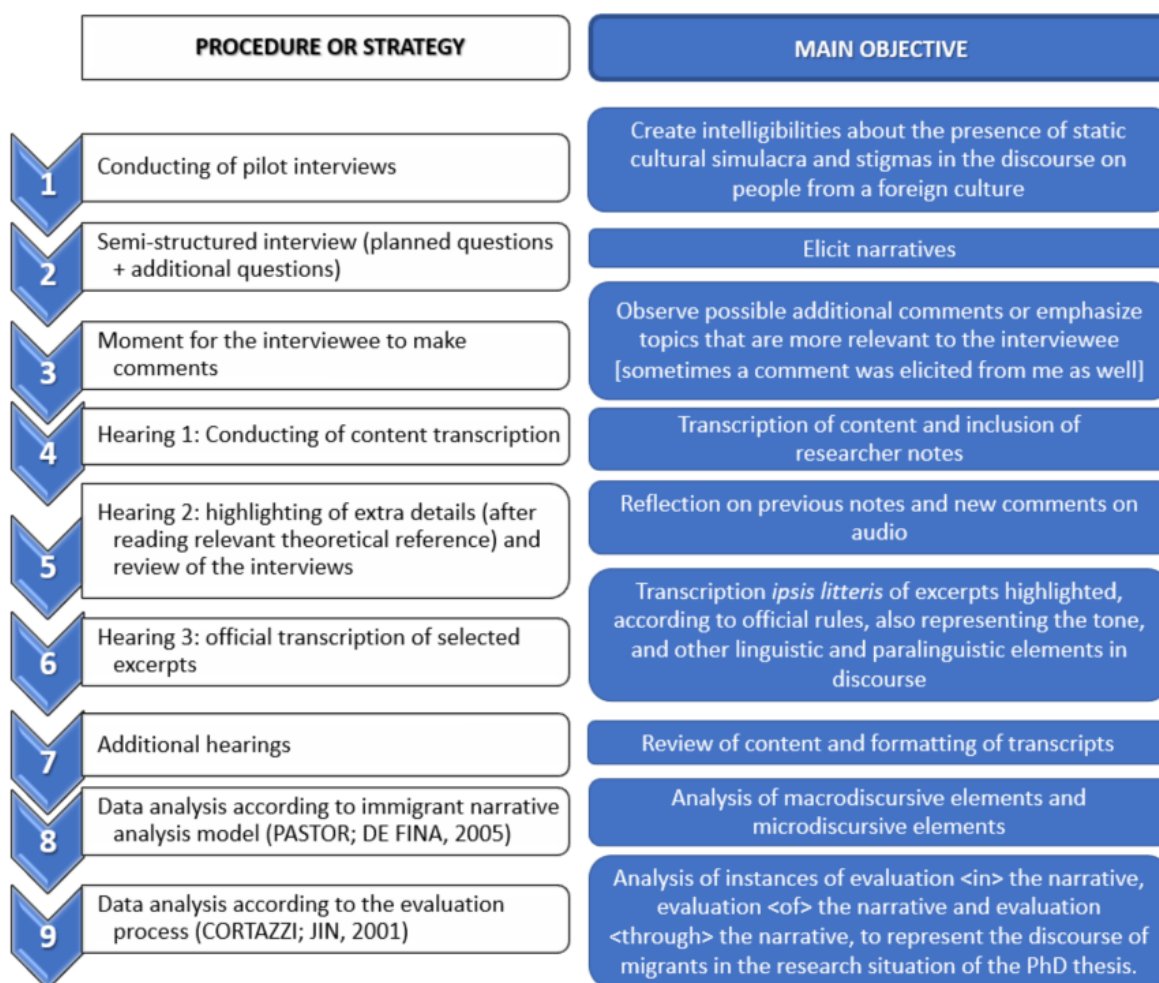 PROCEDURE OR STRATEGY
MAIN OBJECTIVE
1
Conducting of pilot interviews
Create intelligibilities about the presence of static
cultural simulacra and stigmas in the discourse on
people from a foreign culture
2
Semi-structured interview (planned questions
+ additional questions)
Elicit narratives
3
Moment for the interviewee to make
comments
Observe possible additional comments or emphasize
topics that are more relevant to the interviewee
[sometimes a comment was elicited from me as well]
4
Hearing 1: Conducting of content transcription
Transcription of content and inclusion of
researcher notes
5
Hearing 2: highlighting of extra details (after
reading relevant theoretical reference) and
review of the interviews
Reflection on previous notes and new comments on
audio
6
Hearing 3: official transcription of selected
excerpts
Transcription ipsis litteris of excerpts highlighted,
according to official rules, also representing the tone,
and other linguistic and paralinguistic elements in
discourse
7
Additional hearings
Review of content and formatting of transcripts
8
Data analysis according to immigrant narrative
analysis model (PASTOR; DE FINA, 2005)
Analysis of macrodiscursive elements and
microdiscursive elements
9
Data analysis according to the evaluation
process (CORTAZZI; JIN, 2001)
Analysis of instances of evaluation <in> the narrative,
evaluation <of> the narrative and evaluation
<through> the narrative, to represent the discourse of
migrants in the research situation of the PhD thesis.